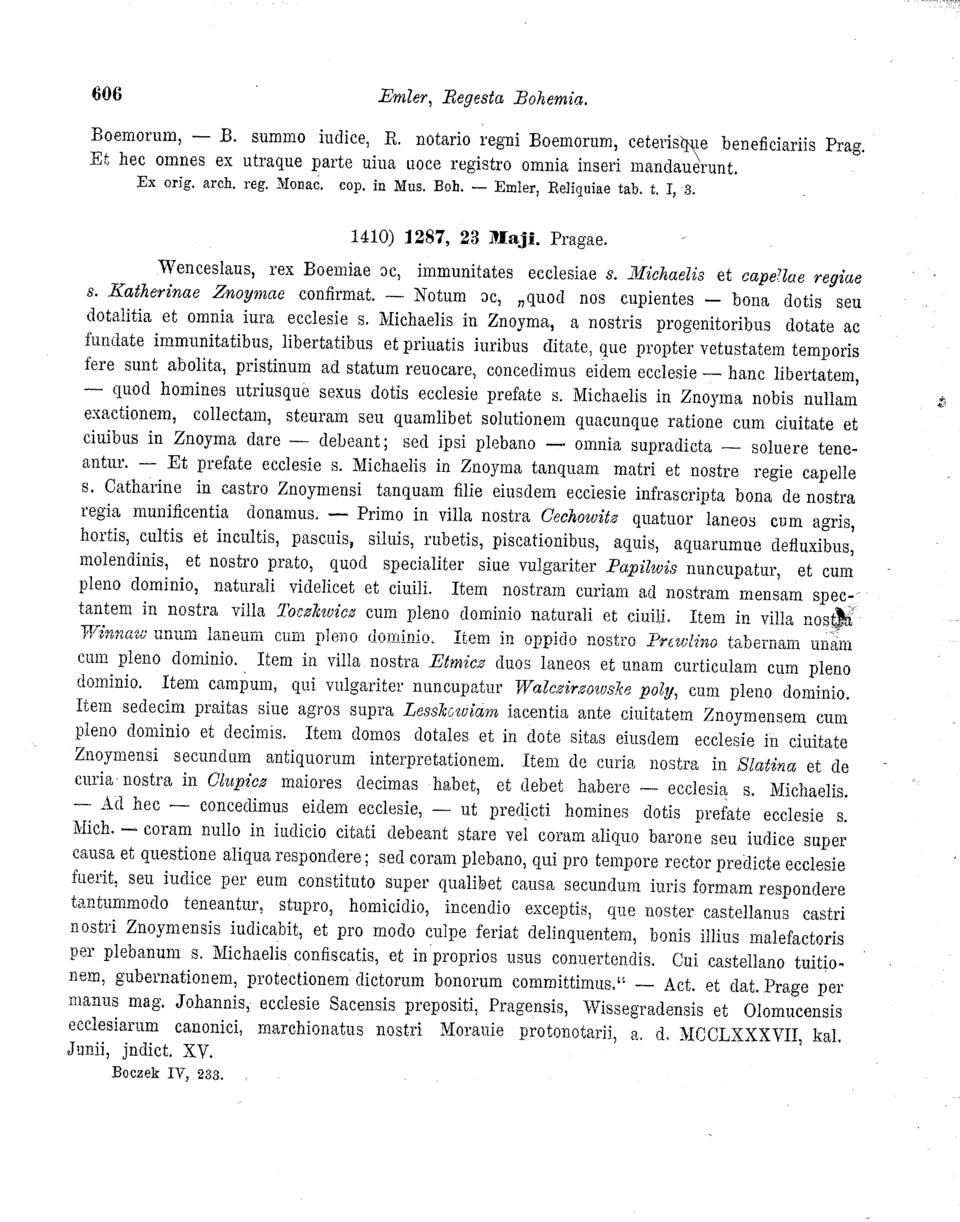 606 Emler, Regesta Bohemia.
Boemorum, — B. summo iudice, R. notario regni Boemorum, ceterisque beneficiariis Prag.
Et hec omnes ex utraque parte uiua uoce registro omnia inseri mandauerunt.
Ex orig. arch. reg. Monac. cop. in Mus. Boh. — Emler, Reliquiae tab. t. I, 3.
1410) 1287, 23 Maji. Pragae.
Wenceslaus, rex Boemiae ɔc, immunitates ecclesiae s. Michaelis et capellae regiae
s. Katherinae Znoymae confirmat. — Notum ɔc, „quod nos cupientes — bona dotis seu
dotalitia et omnia iura ecclesie s. Michaelis in Znoyma, a nostris progenitoribus dotate ac
fundate immunitatibus, libertatibus et priuatis iuribus ditate, que propter vetustatem temporis
fere sunt abolita, pristinum ad statum reuocare, concedimus eidem ecclesie — hanc libertatem,
— quod homines utriusque sexus dotis ecclesie prefate s. Michaelis in Znoyma nobis nullam
exactionem, collectam, steuram seu quamlibet solutionem quacunque ratione cum ciuitate et
ciuibus in Znoyma dare — debeant; sed ipsi plebano — omnia supradicta — soluere tene-
antur. — Et prefate ecclesie s. Michaelis in Znoyma tanquam matri et nostre regie capelle
s. Catharine in castro Znoymensi tanquam filie eiusdem ecclesie infrascripta bona de nostra
regia munificentia donamus. — Primo in villa nostra Cechowitz quatuor laneos cum agris,
hortis, cultis et incultis, pascuis, siluis, rubetis, piscationibus, aquis, aquarumue defluxibus,
molendinis, et nostro prato, quod specialiter siue vulgariter Papilwis nuncupatur, et cum
pleno dominio, naturali videlicet et ciuili. Item nostram curiam ad nostram mensam spec-
tantem in nostra villa Toczkwicz cum pleno dominio naturali et ciuili. Item in villa nostra
Winnaw unum laneum cum pleno dominio. Item in oppido nostro Prewlino tabernam unam
cum pleno dominio. Item in villa nostra Etmicz duos laneos et unam curticulam cum pleno
dominio. Item campum, qui vulgariter nuncupatur Walczirzowske poly, cum pleno dominio.
Item sedecim praitas siue agros supra Lesskowiam iacentia ante ciuitatem Znoymensem cum
pleno dominio et decimis. Item domos dotales et in dote sitas eiusdem ecclesie in ciuitate
Znoymensi secundum antiquorum interpretationem. Item de curia nostra in Slatina et de
curia nostra in Clupicz maiores decimas habet, et debet habere — ecclesia s. Michaelis.
— Ad hec — concedimus eidem ecclesie, — ut predicti homines dotis prefate ecclesie s.
Mich. — coram nullo in iudicio citati debeant stare vel coram aliquo barone seu iudice super
causa et questione aliqua respondere; sed coram plebano, qui pro tempore rector predicte ecclesie
fuerit, seu iudice per eum constituto super qualibet causa secundum iuris formam respondere
tantummodo teneantur, stupro, homicidio, incendio exceptis, que noster castellanus castri
nostri Znoymensis iudicabit, et pro modo culpe feriat delinquentem, bonis illius malefactoris
per plebanum s. Michaelis confiscatis, et in proprios usus conuertendis. Cui castellano tuitio-
nem, gubernationem, protectionem dictorum bonorum committimus.“ — Act. et dat. Prage per
manus mag. Johannis, ecclesie Sacensis prepositi, Pragensis, Wissegradensis et Olomucensis
ecclesiarum canonici, marchionatus nostri Morauie protonotarii, a. d. MCCLXXXVII, kal.
Junii, jndict. XV.
Boczek IV, 233.